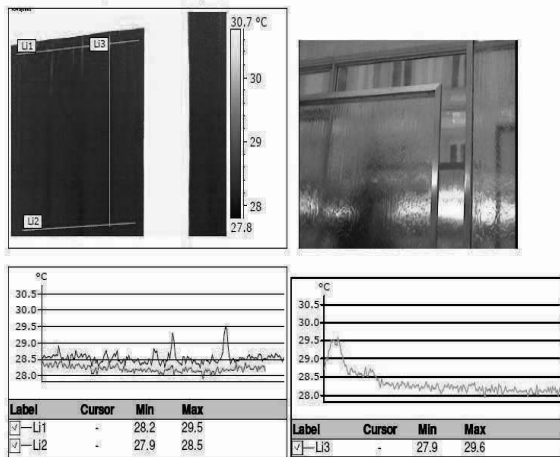 30.7 °C
Li1
Li3
30
29
28
Li2
27.8
°C
30.5
30.0
29.5
29.0
28.5
28.0
Label Cursor Min Max
Li1 - 28.2 29.5
Li2 - 27.9 28.5
°C
30.5
30.0
29.5
29.0
28.5
28.0
Label Cursor Min Max
Li3 - 27.9 29.6